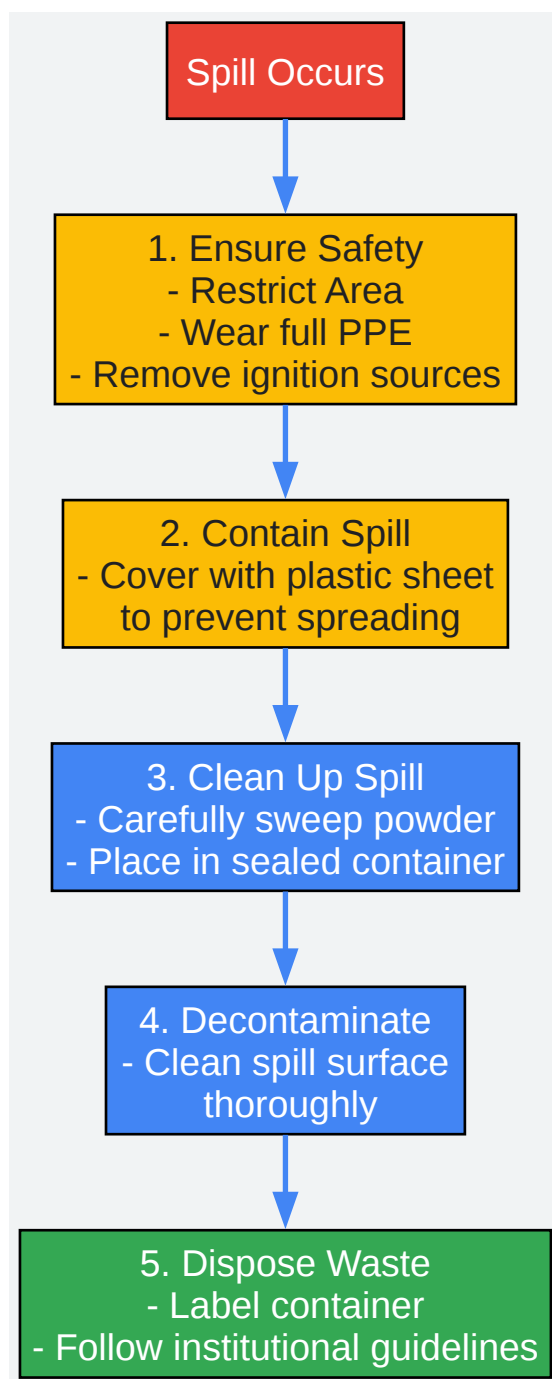 Spill Occurs
1. Ensure Safety
- Restrict Area
- Wear full PPE
- Remove ignition sources
2. Contain Spill
- Cover with plastic sheet
to prevent spreading
3. Clean Up Spill
- Carefully sweep powder
- Place in sealed container
4. Decontaminate
- Clean spill surface
thoroughly
5. Dispose Waste
- Label container
- Follow institutional guidelines